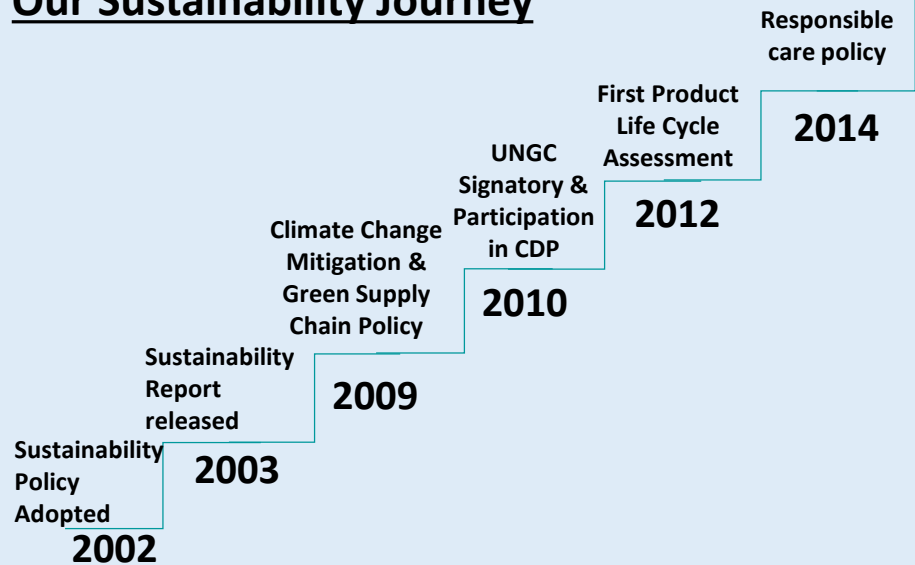 Our Sustainability Journey
Responsible
care policy
2014
First Product
Life Cycle
Assessment
2012
UNGC
Signatory &
Participation
in CDP
2010
Climate Change
Mitigation &
Green Supply
Chain Policy
2009
Sustainability
Report
released
2003
Sustainability
Policy
Adopted
2002